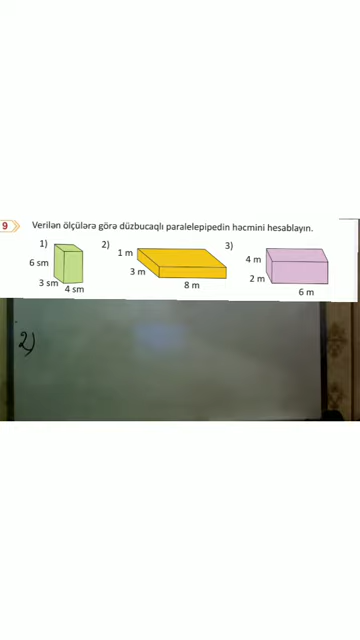 9 Verilən ölçülərə görə düzbucaqlı paralelepipedin həcmini hesablayın.
1) 2) 3)
1 m
6 sm 3 m 4 m
3 sm 4 sm 8 m 2 m 6 m
2)